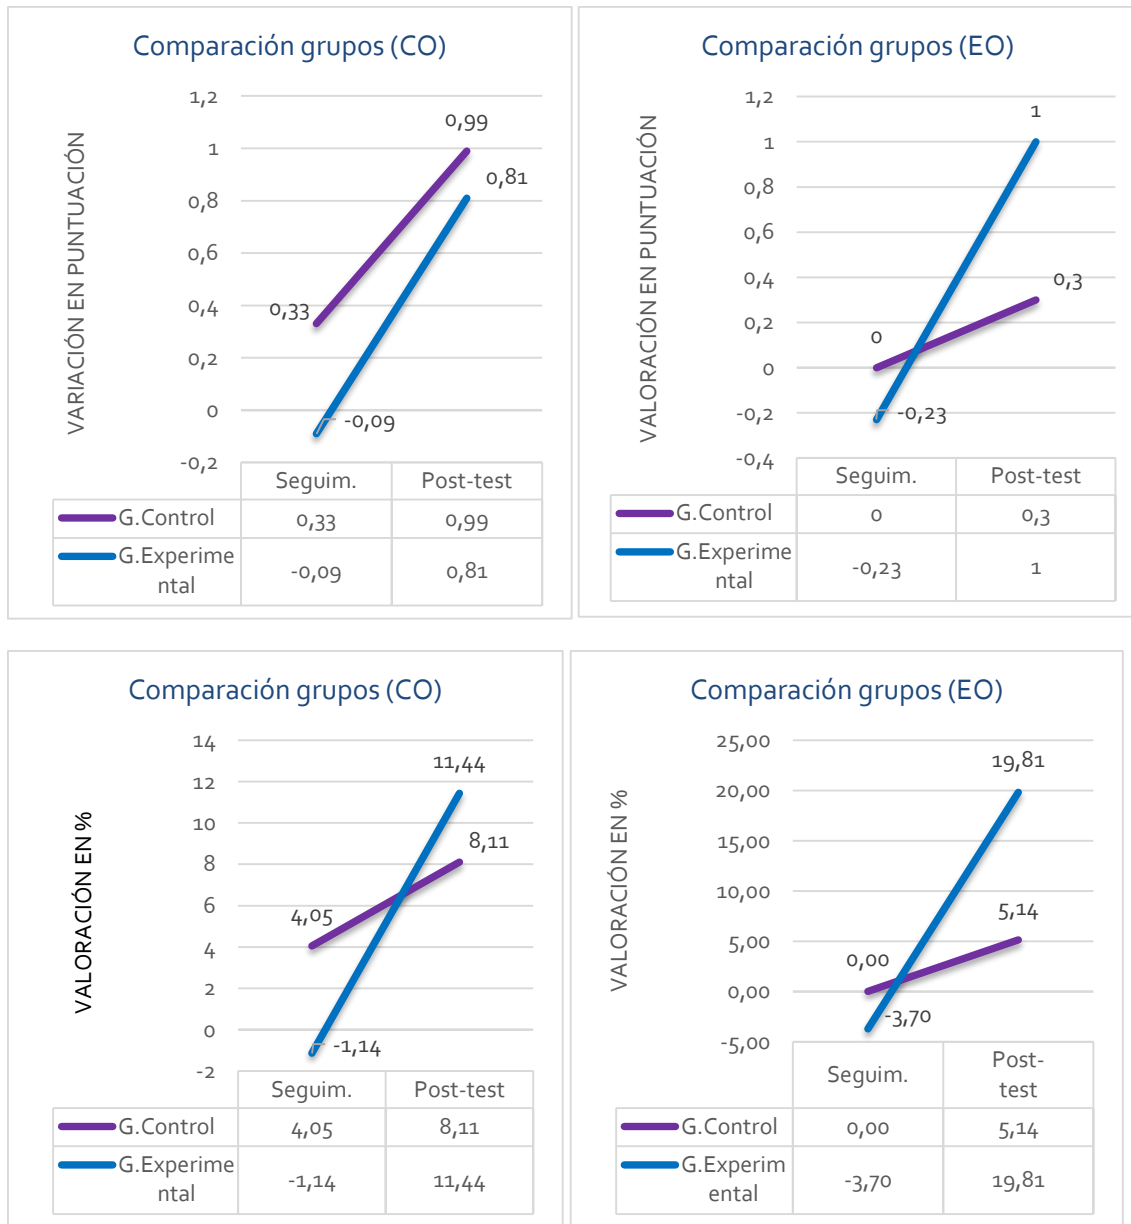 Comparación grupos (CO)
VARIACIÓN EN PUNTUACIÓN
1,2
1
0,8
0,6
0,4
0,2
0
-0,2
0,99
0,81
0,33
-0,09
Seguim. Post-test
G.Control 0,33 0,99
G.Experime
ntal -0,09 0,81
Comparación grupos (EO)
VALORACIÓN EN PUNTUACIÓN
1,2
1
0,8
0,6
0,4
0,2
0
-0,2
-0,4
1
0,3
0
-0,23
Seguim. Post-test
G.Control 0 0,3
G.Experime
ntal -0,23 1
Comparación grupos (CO)
VALORACIÓN EN %
14
12
10
8
6
4
2
0
-2
11,44
8,11
4,05
-1,14
Seguim. Post-test
G.Control 4,05 8,11
G.Experime
ntal -1,14 11,44
Comparación grupos (EO)
VALORACIÓN EN %
25,00
20,00
15,00
10,00
5,00
0,00
-5,00
19,81
5,14
0,00
-3,70
Seguim. Post-
test
G.Control 0,00 5,14
G.Experim
ental -3,70 19,81